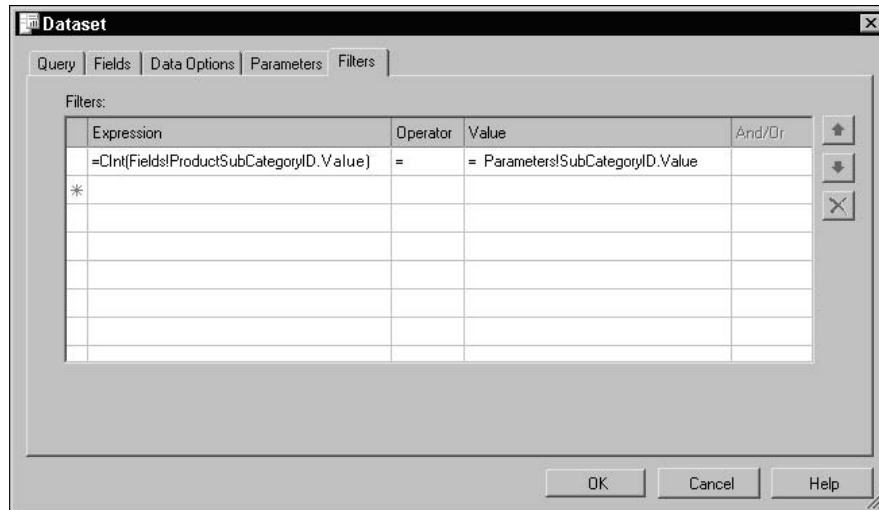 Dataset
Query Fields Data Options Parameters Filters
Filters:
Expression Operator Value And/Or
=CInt(Fields!ProductSubCategoryID.Value) = = Parameters!SubCategoryID.Value
OK Cancel Help